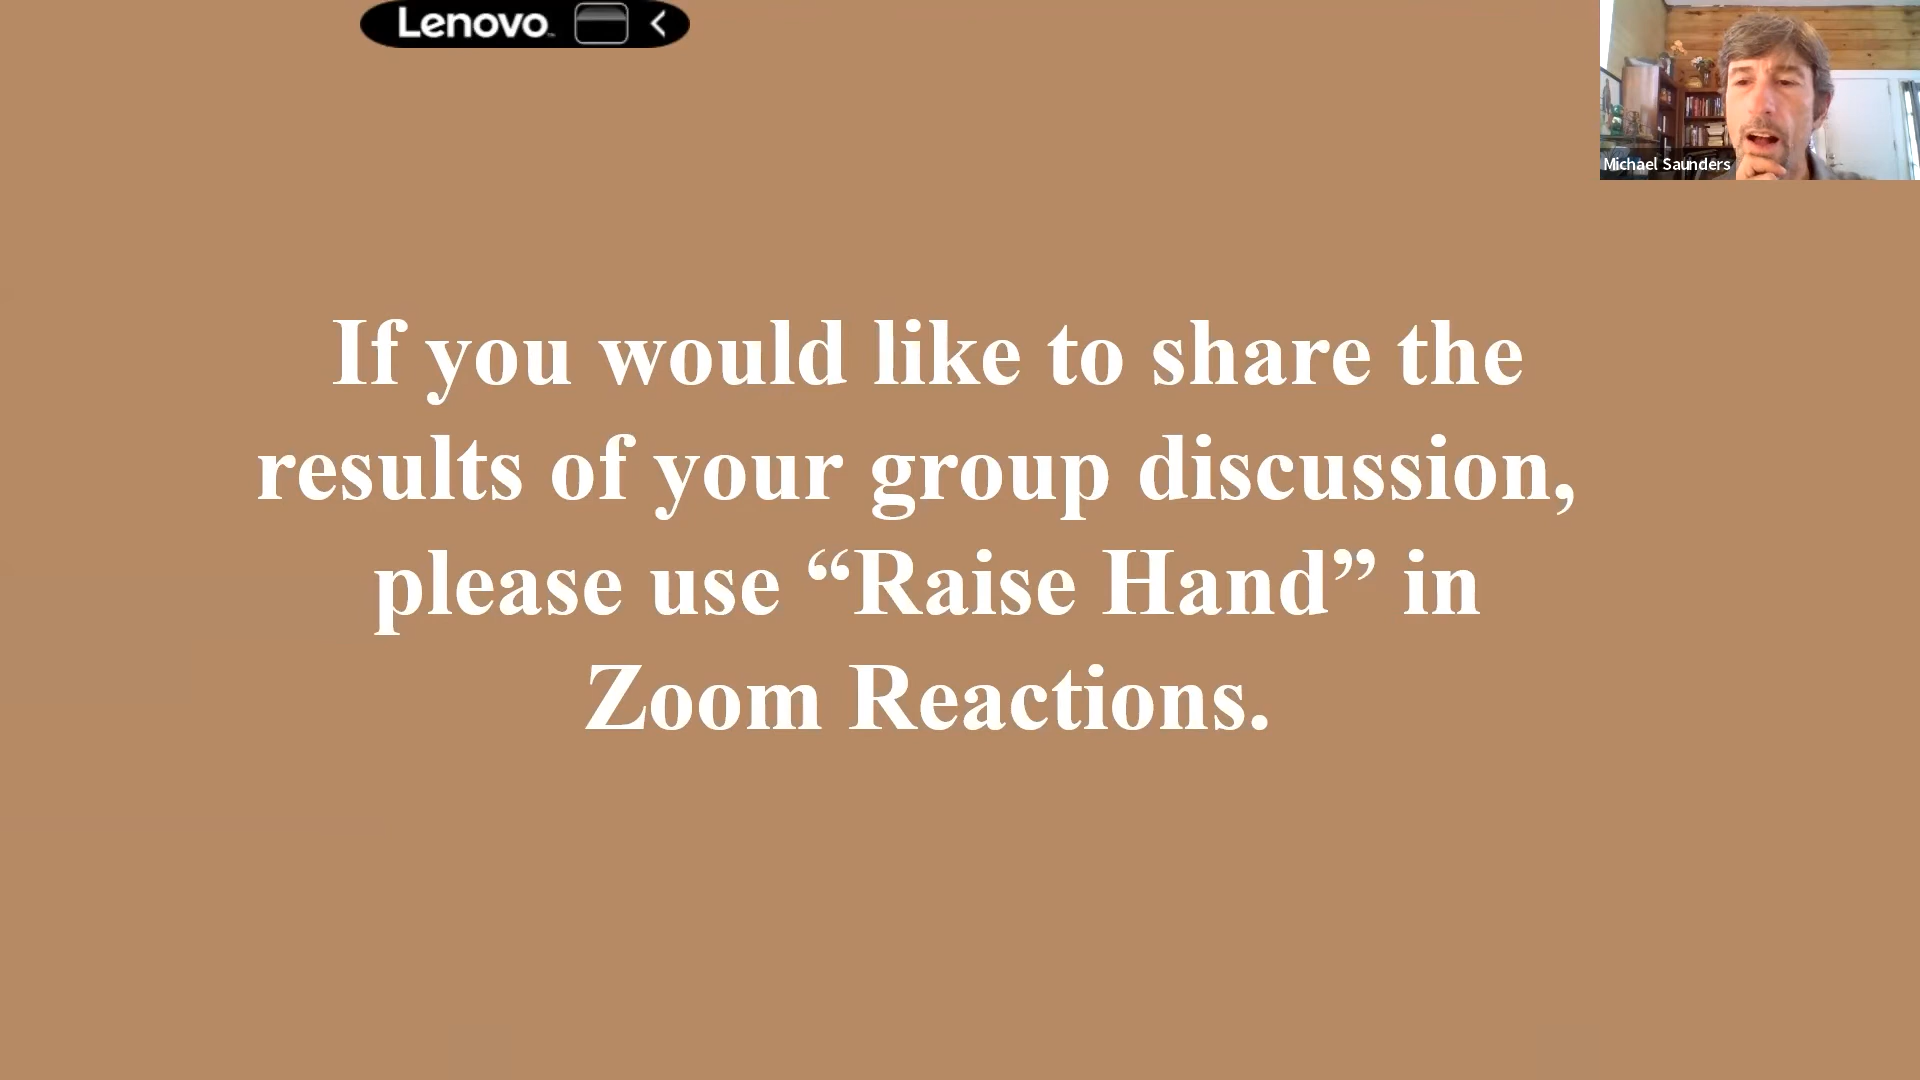 Lenovo
Michael Saunders
If you would like to share the
results of your group discussion,
please use “Raise Hand” in
Zoom Reactions.